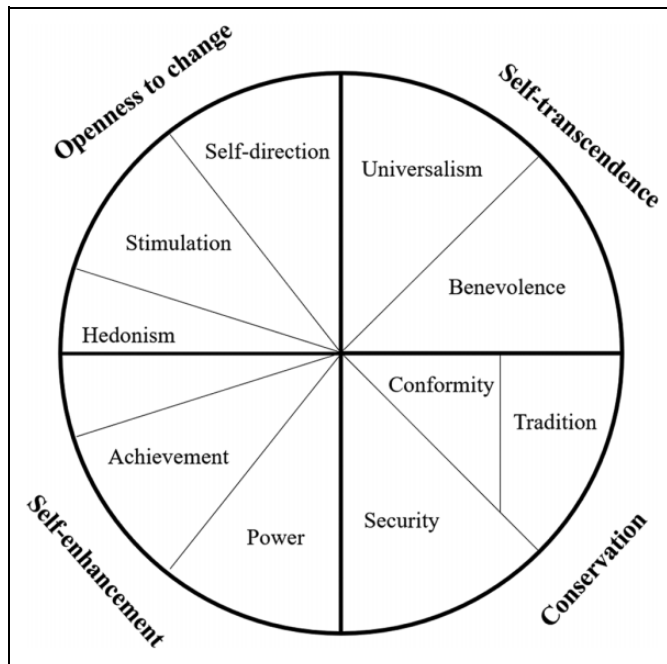 Openness to change
Self-transcendence
Self-direction
Universalism
Stimulation
Benevolence
Hedonism
Conformity
Tradition
Achievement
Security
Power
Self-enhancement
Conservation